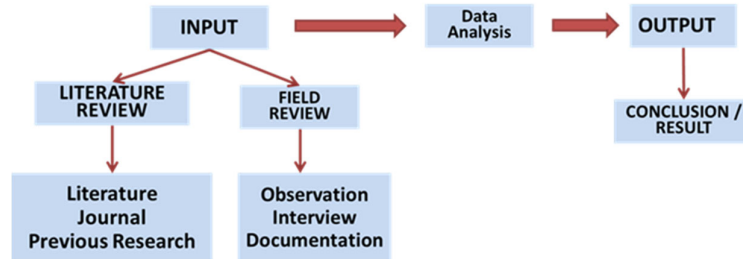 INPUT
Data
Analysis
OUTPUT
LITERATURE
REVIEW
FIELD
REVIEW
CONCLUSION /
RESULT
Literature
Journal
Previous Research
Observation
Interview
Documentation